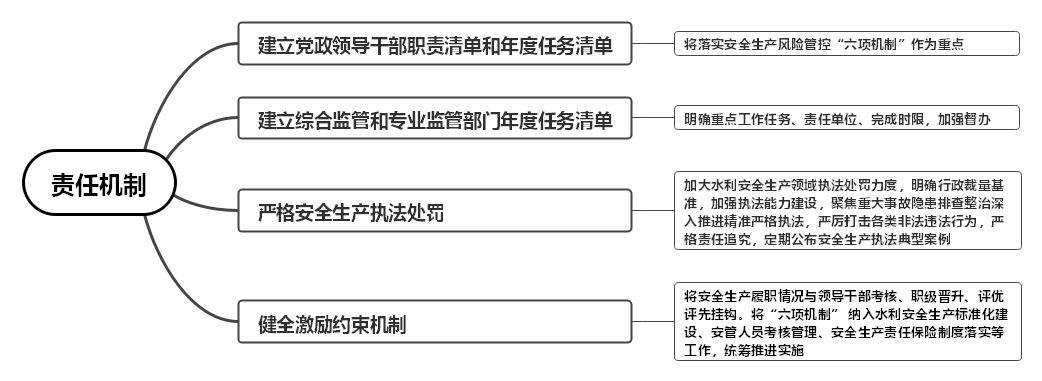 责任机制
建立党政领导干部职责清单和年度任务清单
将落实安全生产风险管控“六项机制”作为重点
建立综合监管和专业监管部门年度任务清单
明确重点工作任务、责任单位、完成时限，加强督办
严格安全生产执法处罚
加大水利安全生产领域执法处罚力度，明确行政裁量基
准，加强执法能力建设，聚焦重大事故隐患排查整治深
入推进精准严格执法，严厉打击各类非法违法行为，严
格责任追究，定期公布安全生产执法典型案例
健全激励约束机制
将安全生产履职情况与领导干部考核、职级晋升、评优
评先挂钩。将“六项机制” 纳入水利安全生产标准化建
设、安管人员考核管理、安全生产责任保险制度落实等
工作，统筹推进实施